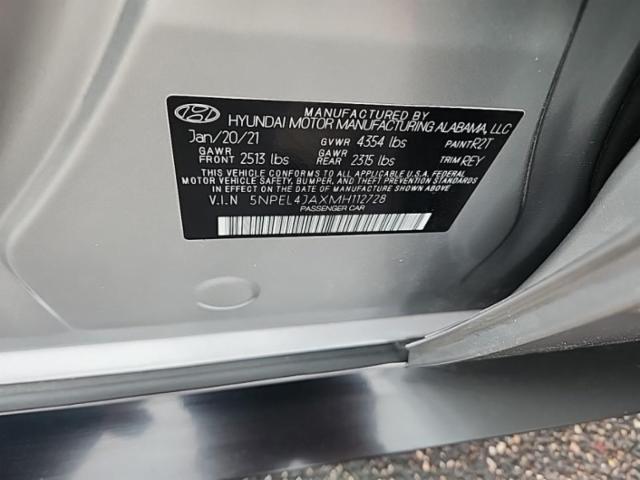 MANUFACTURED BY
HYUNDAI MOTOR MANUFACTURING ALABAMA, LLC
Jan/20/21 GVWR 4354 lbs PAINT:R2T
GAWR FRONT 2513 lbs GAWR REAR 2315 lbs TRIM:REY
THIS VEHICLE CONFORMS TO ALL APPLICABLE U.S.A. FEDERAL
MOTOR VEHICLE SAFETY, BUMPER, AND THEFT PREVENTION STANDARDS
IN EFFECT ON THE DATE OF MANUFACTURE SHOWN ABOVE.
V.I.N 5NPEL4JAXMH112728
PASSENGER CAR